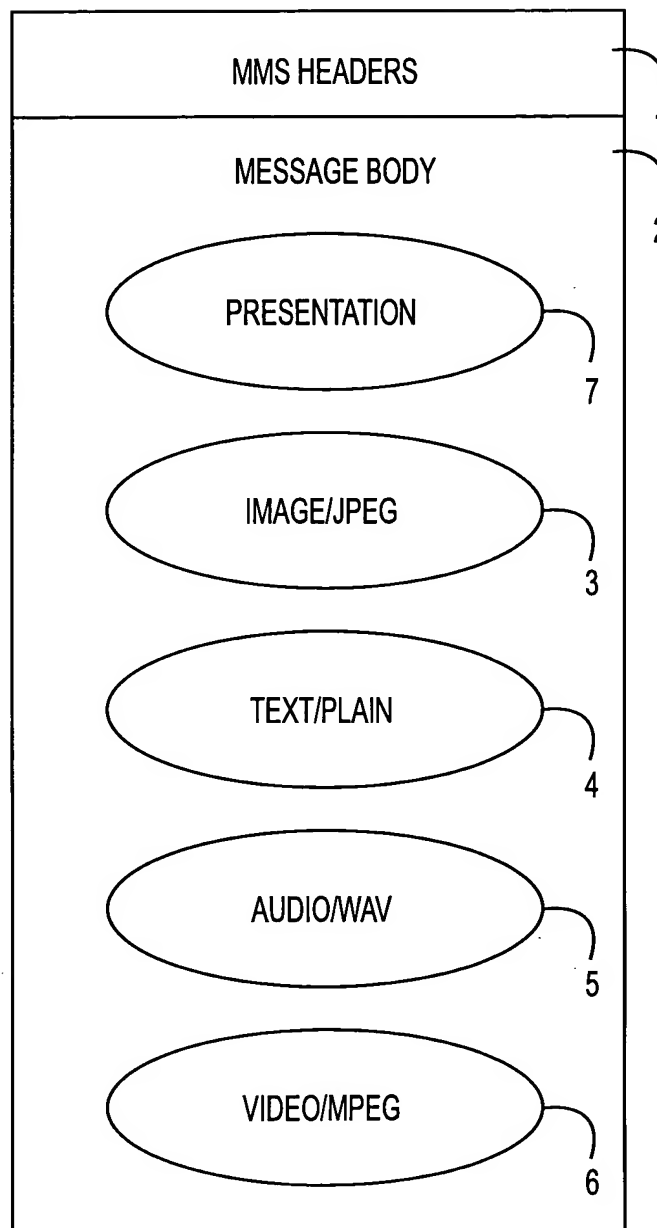 MMS HEADERS
MESSAGE BODY
2
PRESENTATION
7
IMAGE/JPEG
3
TEXT/PLAIN
4
AUDIO/WAV
5
VIDEO/MPEG
6